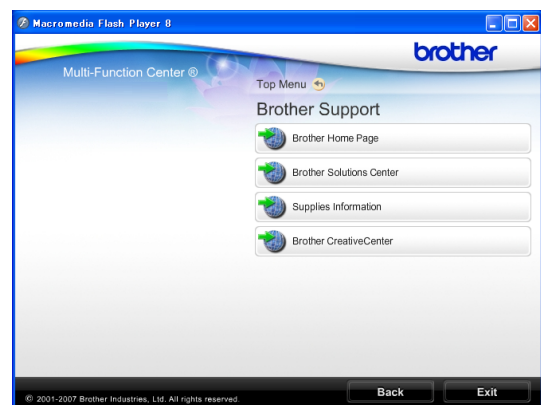 Macromedia Flash Player 8
brother
Multi-Function Center ®
Top Menu
Brother Support
Brother Home Page
Brother Solutions Center
Supplies Information
Brother CreativeCenter
Back
Exit
© 2001-2007 Brother Industries, Ltd. All rights reserved.